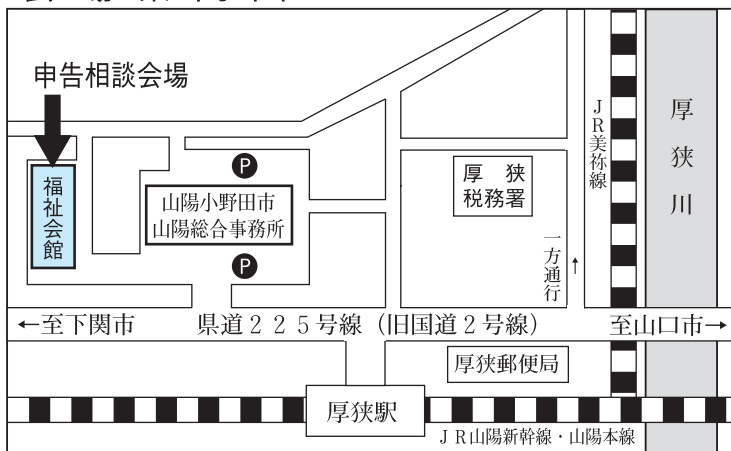 申告相談会場
福祉会館
P
山陽小野田市
山陽総合事務所
P
厚狭
税務署
一方通行
↑
JR美祢線
厚狭川
←至下関市
県道225号線（旧国道2号線）
至山口市→
厚狭郵便局
厚狭駅
JR山陽新幹線・山陽本線